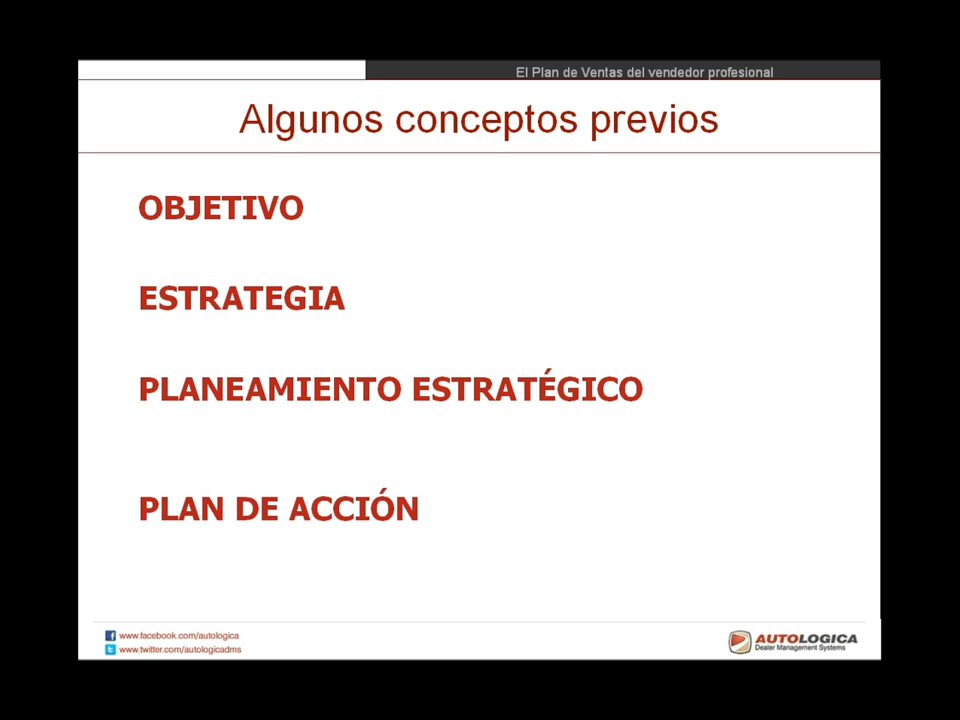 El Plan de Ventas del vendedor profesional
Algunos conceptos previos
OBJETIVO
ESTRATEGIA
PLANEAMIENTO ESTRATÉGICO
PLAN DE ACCIÓN
www.facebook.com/autologica
www.twitter.com/autologicadms
AUTOLOGICA
Dealer Management Systems